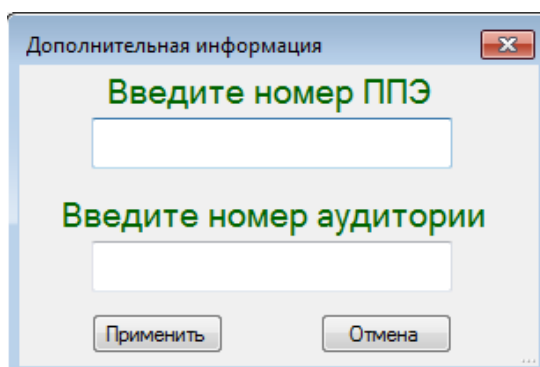 Дополнительная информация
Введите номер ППЭ
Введите номер аудитории
Применить
Отмена